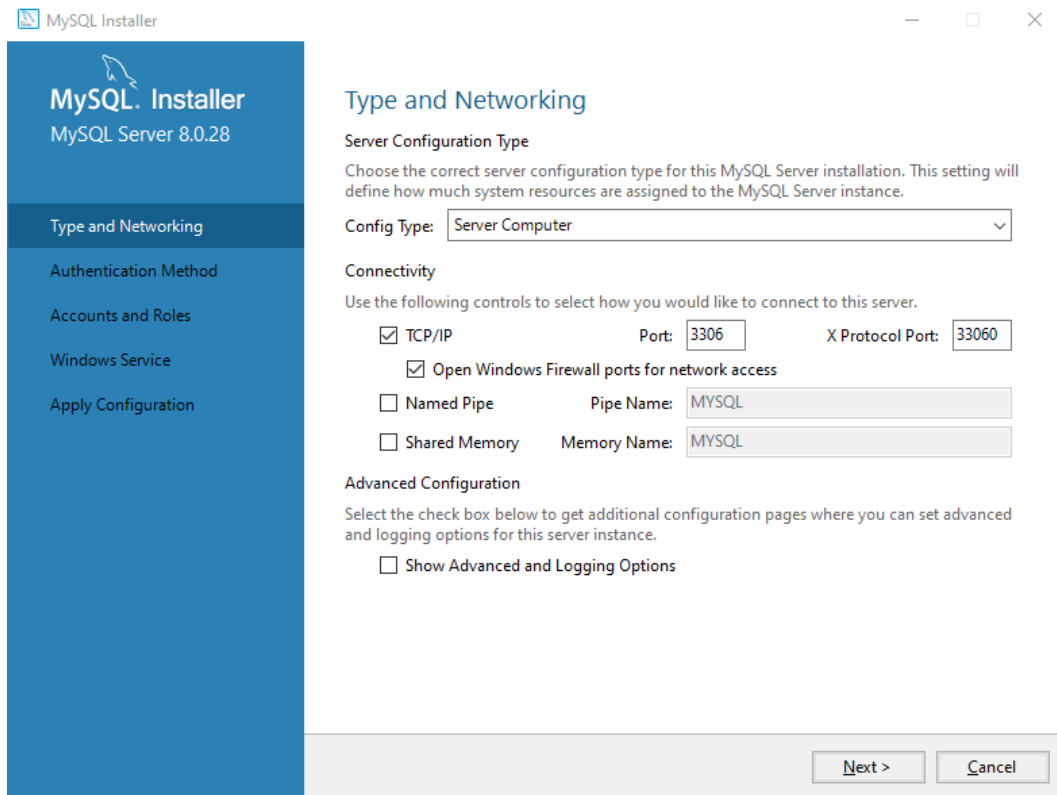 MySQL Installer
MySQL. Installer
MySQL Server 8.0.28
Type and Networking
Authentication Method
Accounts and Roles
Windows Service
Apply Configuration
Type and Networking
Server Configuration Type
Choose the correct server configuration type for this MySQL Server installation. This setting will
define how much system resources are assigned to the MySQL Server instance.
Config Type: Server Computer
Connectivity
Use the following controls to select how you would like to connect to this server.
TCP/IP Port: 3306 X Protocol Port: 33060
Open Windows Firewall ports for network access
Named Pipe Pipe Name: MYSQL
Shared Memory Memory Name: MYSQL
Advanced Configuration
Select the check box below to get additional configuration pages where you can set advanced
and logging options for this server instance.
Show Advanced and Logging Options
Next > Cancel